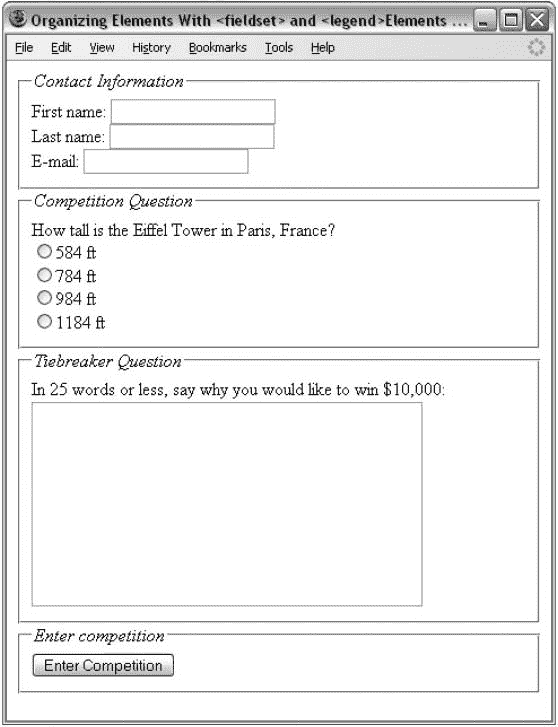 Organizing Elements With <fieldset> and <legend>Elements ...
File Edit View History Bookmarks Tools Help
Contact Information
First name:
Last name:
E-mail:
Competition Question
How tall is the Eiffel Tower in Paris, France?
584 ft
784 ft
984 ft
1184 ft
Tiebreaker Question
In 25 words or less, say why you would like to win $10,000:
Enter competition
Enter Competition